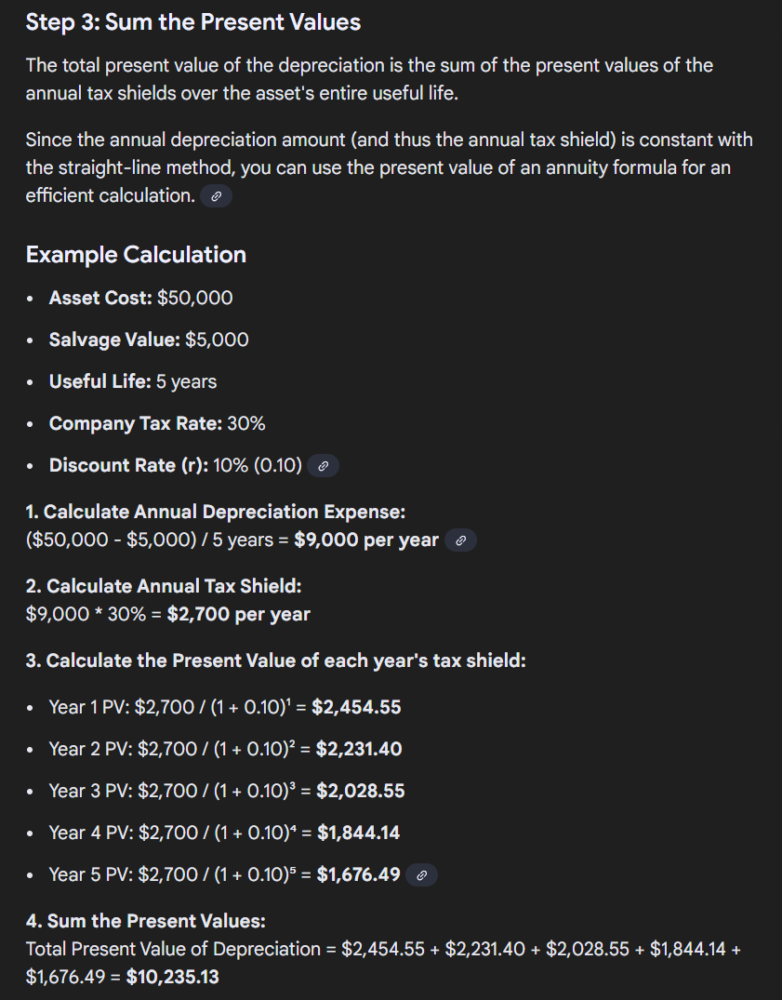 Step 3: Sum the Present Values
The total present value of the depreciation is the sum of the present values of the
annual tax shields over the asset's entire useful life.
Since the annual depreciation amount (and thus the annual tax shield) is constant with
the straight-line method, you can use the present value of an annuity formula for an
efficient calculation.
Example Calculation
• Asset Cost: $50,000
• Salvage Value: $5,000
• Useful Life: 5 years
• Company Tax Rate: 30%
• Discount Rate (r): 10% (0.10)
1. Calculate Annual Depreciation Expense:
($50,000 - $5,000) / 5 years = $9,000 per year
2. Calculate Annual Tax Shield:
$9,000 * 30% = $2,700 per year
3. Calculate the Present Value of each year's tax shield:
• Year 1 PV: $2,700 / (1 + 0.10)¹ = $2,454.55
• Year 2 PV: $2,700 / (1 + 0.10)² = $2,231.40
• Year 3 PV: $2,700 / (1 + 0.10)³ = $2,028.55
• Year 4 PV: $2,700 / (1 + 0.10)⁴ = $1,844.14
• Year 5 PV: $2,700 / (1 + 0.10)⁵ = $1,676.49
4. Sum the Present Values:
Total Present Value of Depreciation = $2,454.55 + $2,231.40 + $2,028.55 + $1,844.14 +
$1,676.49 = $10,235.13